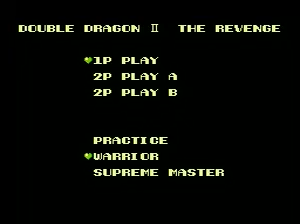 DOUBLE DRAGON II THE REVENGE
1P PLAY
2P PLAY A
2P PLAY B
PRACTICE
WARRIOR
SUPREME MASTER